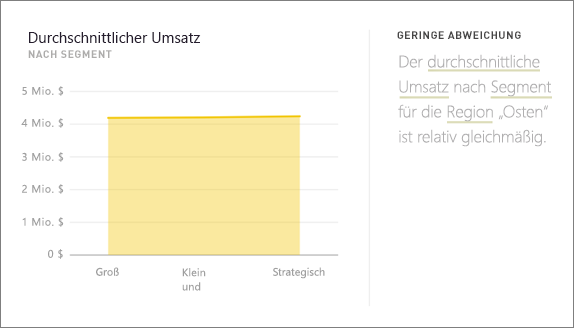 Durchschnittlicher Umsatz
NACH SEGMENT
5 Mio. $
4 Mio. $
3 Mio. $
2 Mio. $
1 Mio. $
0 $
Groß
Klein
und
Strategisch
GERINGE ABWEICHUNG
Der durchschnittliche
Umsatz nach Segment
für die Region „Osten“
ist relativ gleichmäßig.